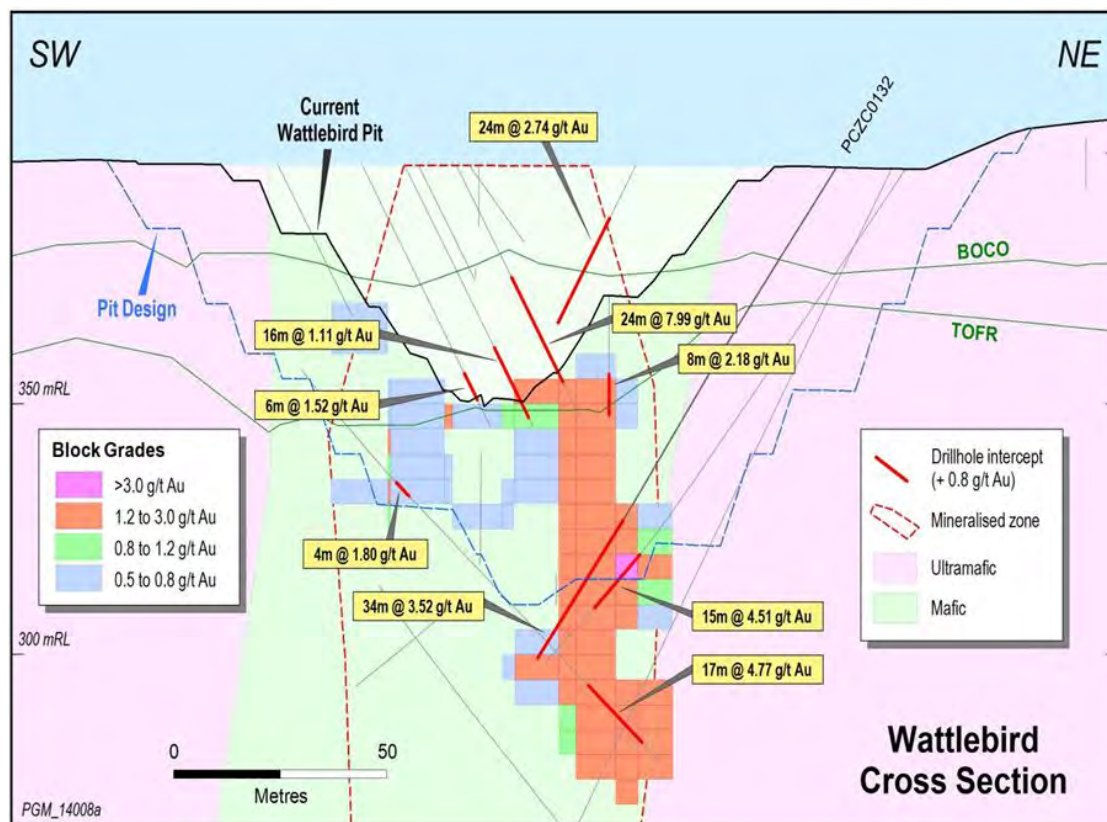 SW
NE
Current
Wattlebird Pit
24m @ 2.74 g/t Au
PCZC0132
BOCO
Pit Design
TOFR
16m @ 1.11 g/t Au
24m @ 7.99 g/t Au
8m @ 2.18 g/t Au
350 mRL
6m @ 1.52 g/t Au
Block Grades
>3.0 g/t Au
1.2 to 3.0 g/t Au
0.8 to 1.2 g/t Au
0.5 to 0.8 g/t Au
Drillhole intercept
(+ 0.8 g/t Au)
Mineralised zone
Ultramafic
Mafic
4m @ 1.80 g/t Au
34m @ 3.52 g/t Au
15m @ 4.51 g/t Au
300 mRL
17m @ 4.77 g/t Au
0
50
Metres
Wattlebird
Cross Section
PGM_14008a